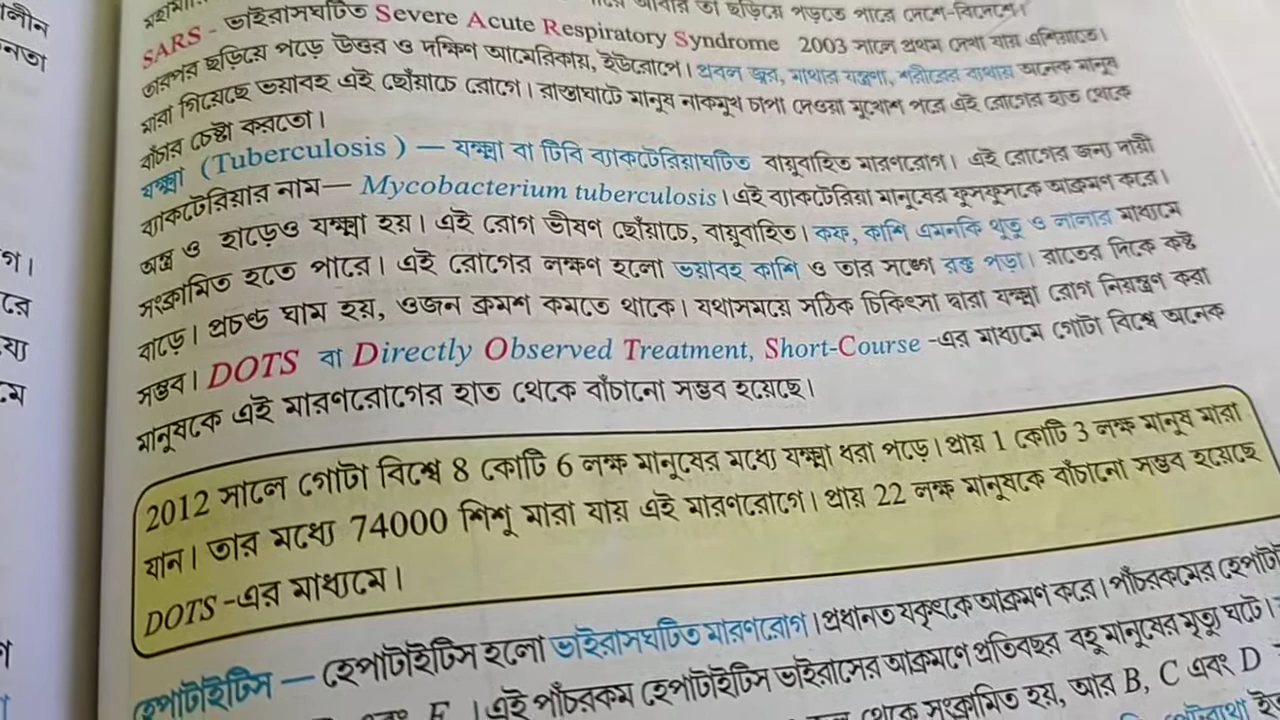 আবার তা ছড়িয়ে পড়তে পারে দেশে-বিদেশে।
SARS - ভাইরাসঘটিত Severe Acute Respiratory Syndrome 2003 সালে প্রথম দেখা যায় এশিয়াতে।
তারপর ছড়িয়ে পড়ে উত্তর ও দক্ষিণ আমেরিকায়, ইউরোপে। প্রবল জ্বর, মাথার যন্ত্রণা, শরীরের ব্যথায় অনেক মানুষ
মারা গিয়েছে ভয়াবহ এই ছোঁয়াচে রোগে। রাস্তাঘাটে মানুষ নাকমুখ চাপা দেওয়া মুখোশ পরে এই রোগের হাত থেকে
বাঁচার চেষ্টা করতো।
যক্ষ্মা (Tuberculosis ) — যক্ষ্মা বা টিবি ব্যাকটেরিয়াঘটিত বায়ুবাহিত মারণরোগ। এই রোগের জন্য দায়ী
ব্যাকটেরিয়ার নাম— Mycobacterium tuberculosis। এই ব্যাকটেরিয়া মানুষের ফুসফুসকে আক্রমণ করে।
অন্ত্র ও হাড়েও যক্ষ্মা হয়। এই রোগ ভীষণ ছোঁয়াচে, বায়ুবাহিত। কফ, কাশি এমনকি থুতু ও লালার মাধ্যমে
সংক্রামিত হতে পারে। এই রোগের লক্ষণ হলো ভয়াবহ কাশি ও তার সঙ্গে রক্ত পড়া। রাতের দিকে কষ্ট
বাড়ে। প্রচণ্ড ঘাম হয়, ওজন ক্রমশ কমতে থাকে। যথাসময়ে সঠিক চিকিৎসা দ্বারা যক্ষ্মা রোগ নিয়ন্ত্রণ করা
সম্ভব। DOTS বা Directly Observed Treatment, Short-Course -এর মাধ্যমে গোটা বিশ্বে অনেক
মানুষকে এই মারণরোগের হাত থেকে বাঁচানো সম্ভব হয়েছে।
2012 সালে গোটা বিশ্বে 8 কোটি 6 লক্ষ মানুষের মধ্যে যক্ষ্মা ধরা পড়ে। প্রায় 1 কোটি 3 লক্ষ মানুষ মারা
যান। তার মধ্যে 74000 শিশু মারা যায় এই মারণরোগে। প্রায় 22 লক্ষ মানুষকে বাঁচানো সম্ভব হয়েছে
DOTS -এর মাধ্যমে।
হেপাটাইটিস — হেপাটাইটিস হলো ভাইরাসঘটিত মারণরোগ। প্রধানত যকৃৎকে আক্রমণ করে। পাঁচরকমের
এই পাঁচরকম হেপাটাইটিস ভাইরাসের আক্রমণে প্রতিবছর বহু মানুষের মৃত্যু ঘটে।
থেকে সংক্রামিত হয়, আর B, C এবং D